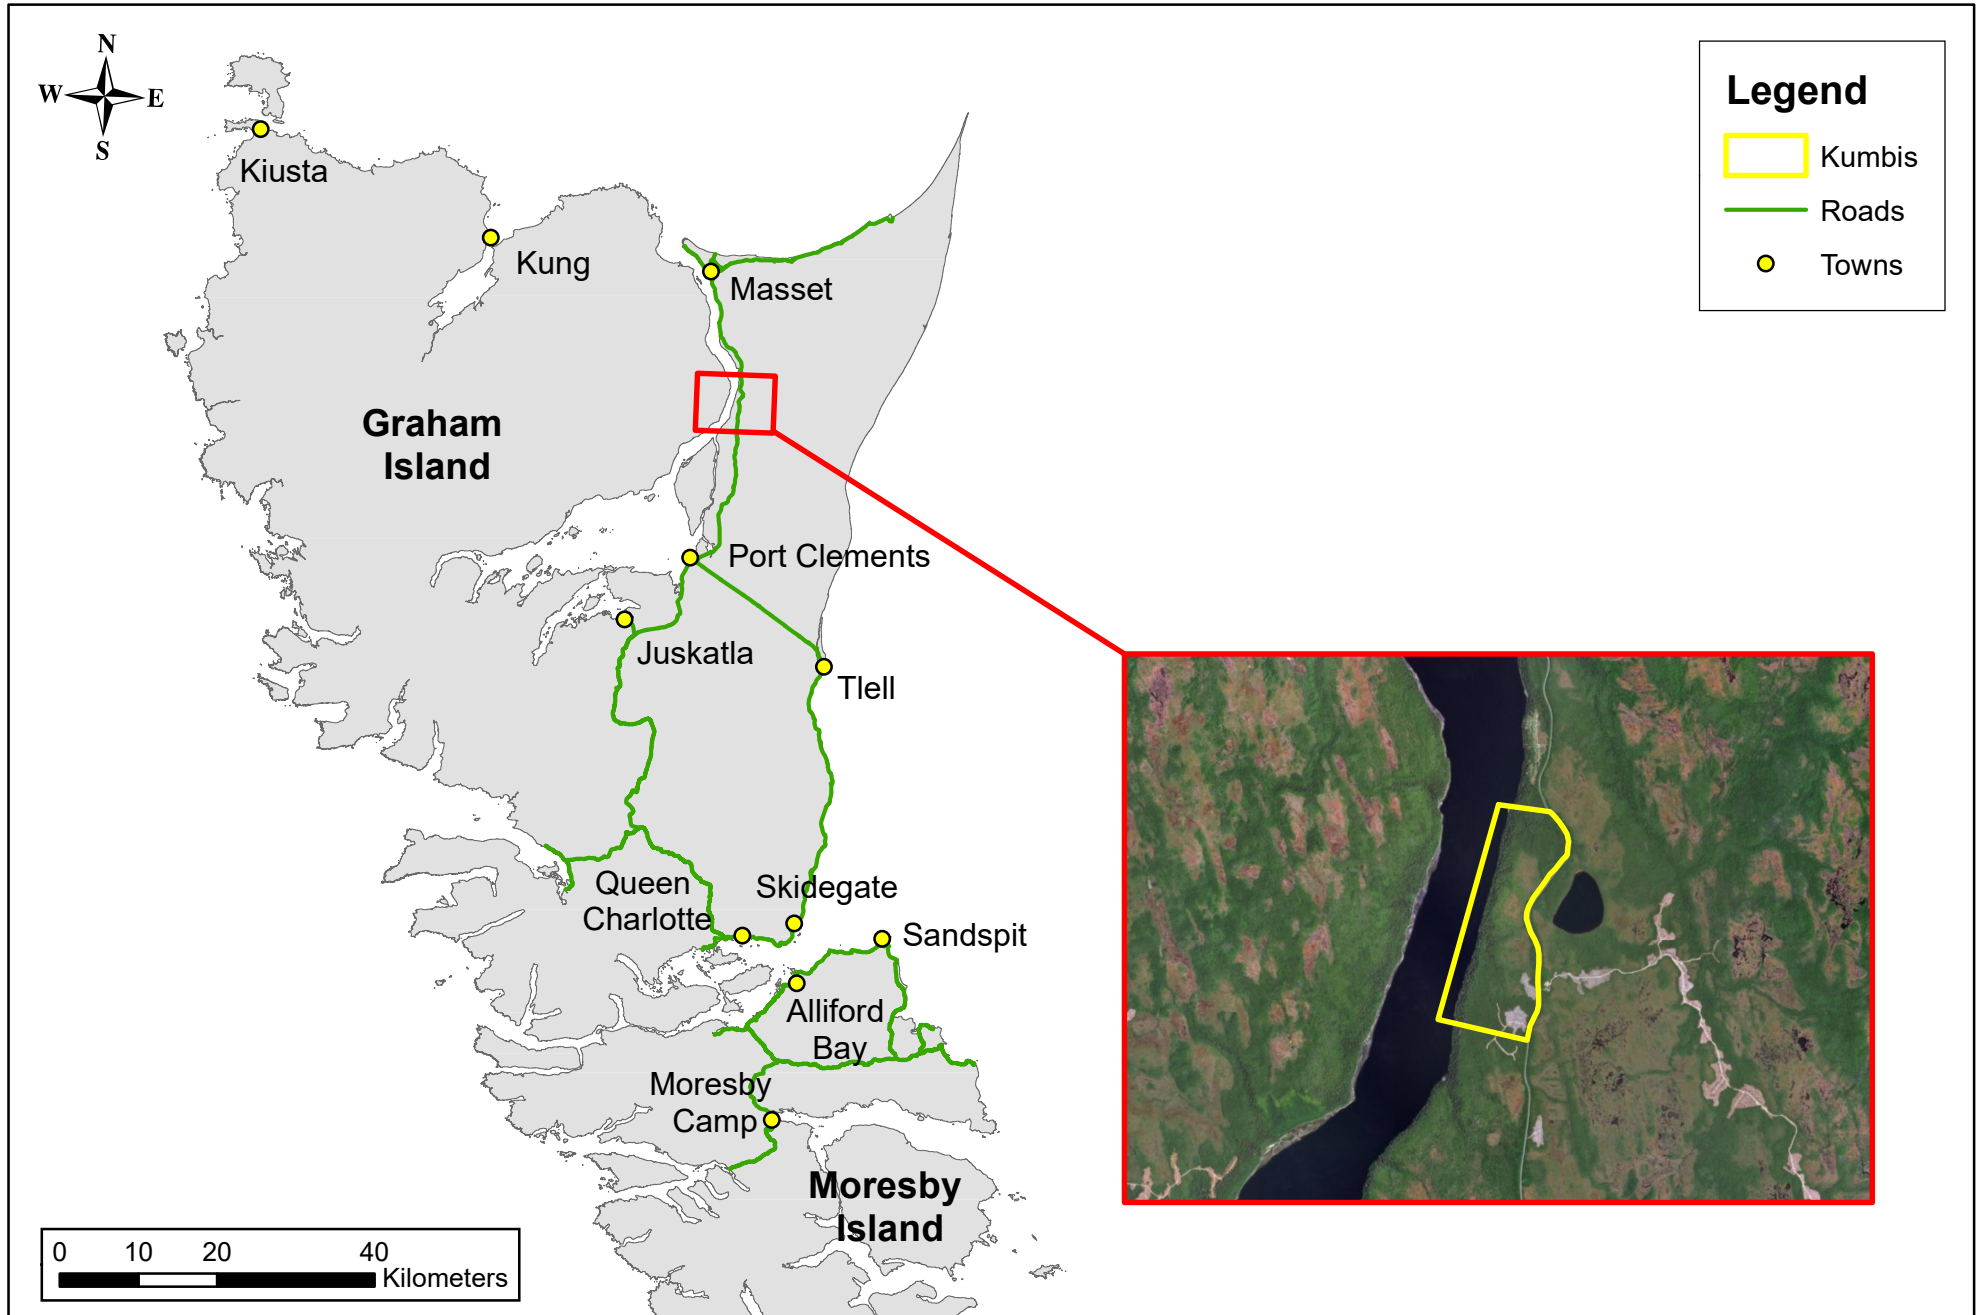 N
W
E
S
Legend
Kumbis
Roads
Towns
Kiusta
Kung
Masset
Graham
Island
Port Clements
Juskatla
Tlell
Queen
Charlotte
Skidegate
Sandspit
Alliford
Bay
Moresby
Camp
Moresby
Island
0 10 20 40
Kilometers